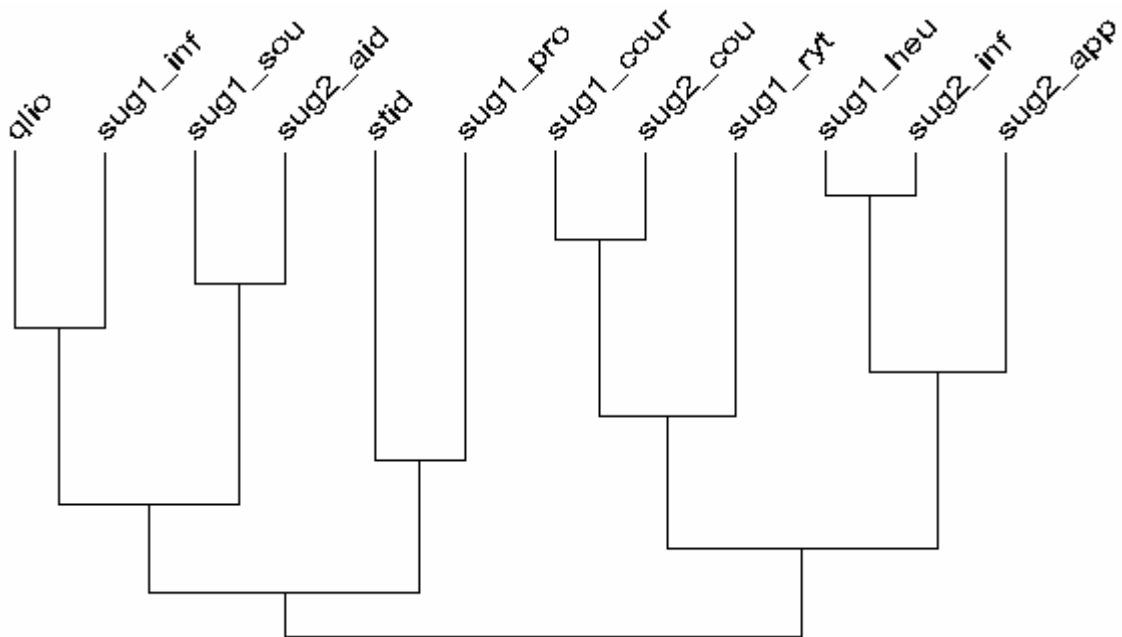 qlio
sug1_inf
sug1_sou
sug2_aid
stid
sug1_pro
sug1_cour
sug2_cou
sug1_ryt
sug1_heu
sug2_inf
sug2_app